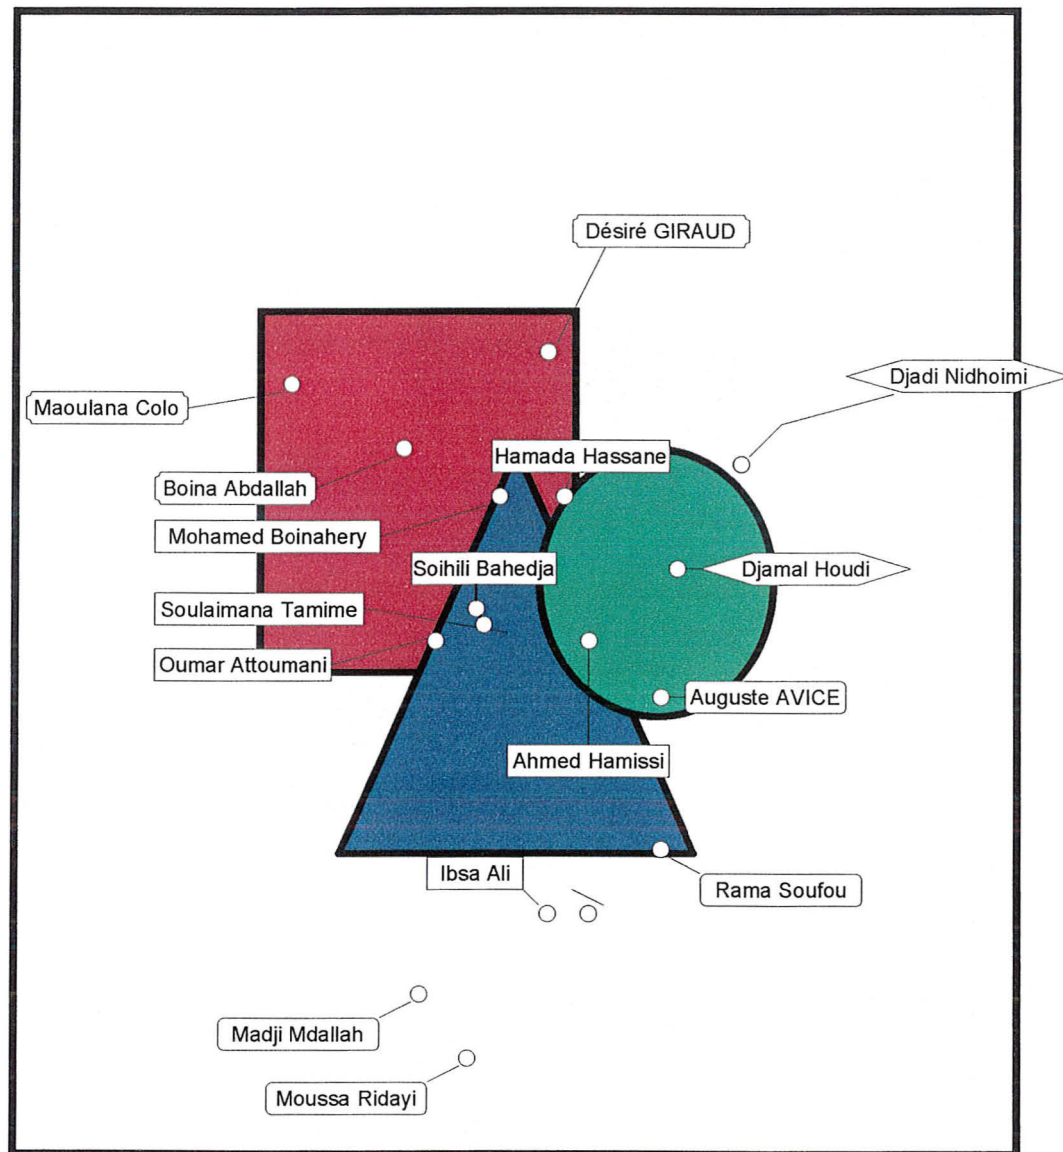 Désiré GIRAUD
Djadi Nidhoimi
Maoulana Colo
Hamada Hassane
Boina Abdallah
Mohamed Boinahery
Soihili Bahedja
Djamal Houdi
Soulaimana Tamime
Oumar Attoumani
Auguste AVICE
Ahmed Hamissi
Ibsa Ali
Rama Soufou
Madji Mdallah
Moussa Ridayi